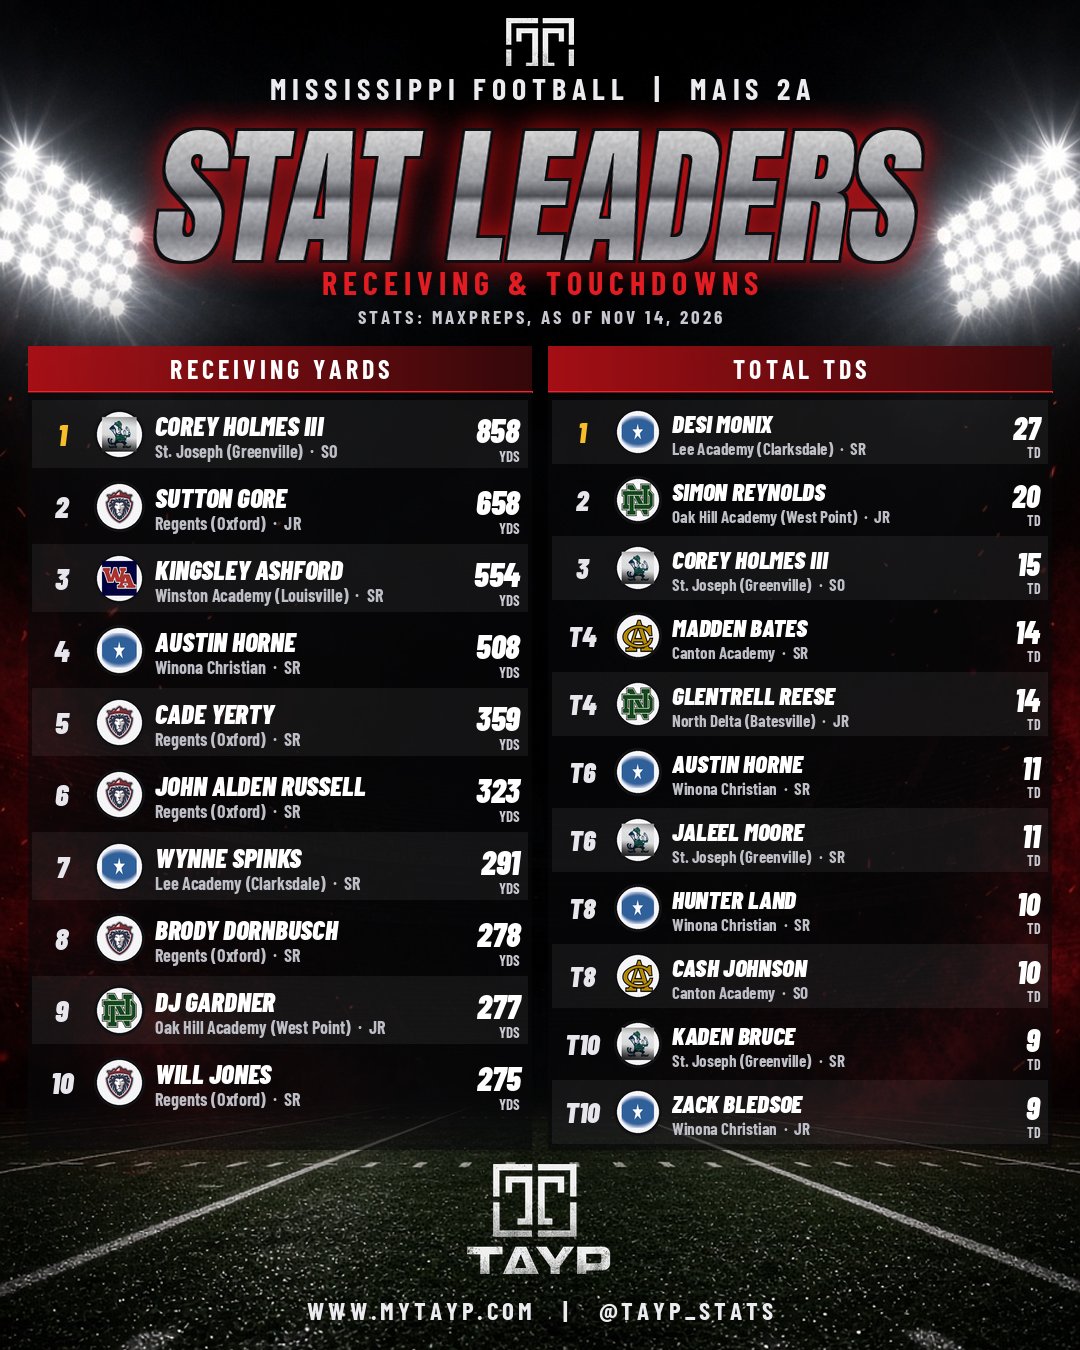 MISSISSIPPI FOOTBALL | MAIS 2A
STAT LEADERS
RECEIVING & TOUCHDOWNS
STATS: MAXPREPS, AS OF NOV 14, 2026
RECEIVING YARDS
1 COREY HOLMES III 858
St. Joseph (Greenville) · SO YDS
2 SUTTON GORE 658
Regents (Oxford) · JR YDS
3 WA KINGSLEY ASHFORD 554
Winston Academy (Louisville) · SR YDS
4 AUSTIN HORNE 508
Winona Christian · SR YDS
5 CADE YERTY 359
Regents (Oxford) · SR YDS
6 JOHN ALDEN RUSSELL 323
Regents (Oxford) · SR YDS
7 WYNNE SPINKS 291
Lee Academy (Clarksdale) · SR YDS
8 BRODY DORNBUSCH 278
Regents (Oxford) · SR YDS
9 ND DJ GARDNER 277
Oak Hill Academy (West Point) · JR YDS
10 WILL JONES 275
Regents (Oxford) · SR YDS
TOTAL TDS
1 DESI MONIX 27
Lee Academy (Clarksdale) · SR TD
2 ND SIMON REYNOLDS 20
Oak Hill Academy (West Point) · JR TD
3 COREY HOLMES III 15
St. Joseph (Greenville) · SO TD
T4 CA MADDEN BATES 14
Canton Academy · SR TD
T4 ND GLENTRELL REESE 14
North Delta (Batesville) · JR TD
T6 AUSTIN HORNE 11
Winona Christian · SR TD
T6 JALEEL MOORE 11
St. Joseph (Greenville) · SR TD
T8 HUNTER LAND 10
Winona Christian · SR TD
T8 CA CASH JOHNSON 10
Canton Academy · SO TD
T10 KADEN BRUCE 9
St. Joseph (Greenville) · SR TD
T10 ZACK BLEDSOE 9
Winona Christian · JR TD
TAYP
WWW.MYTAYP.COM | @TAYP_STATS